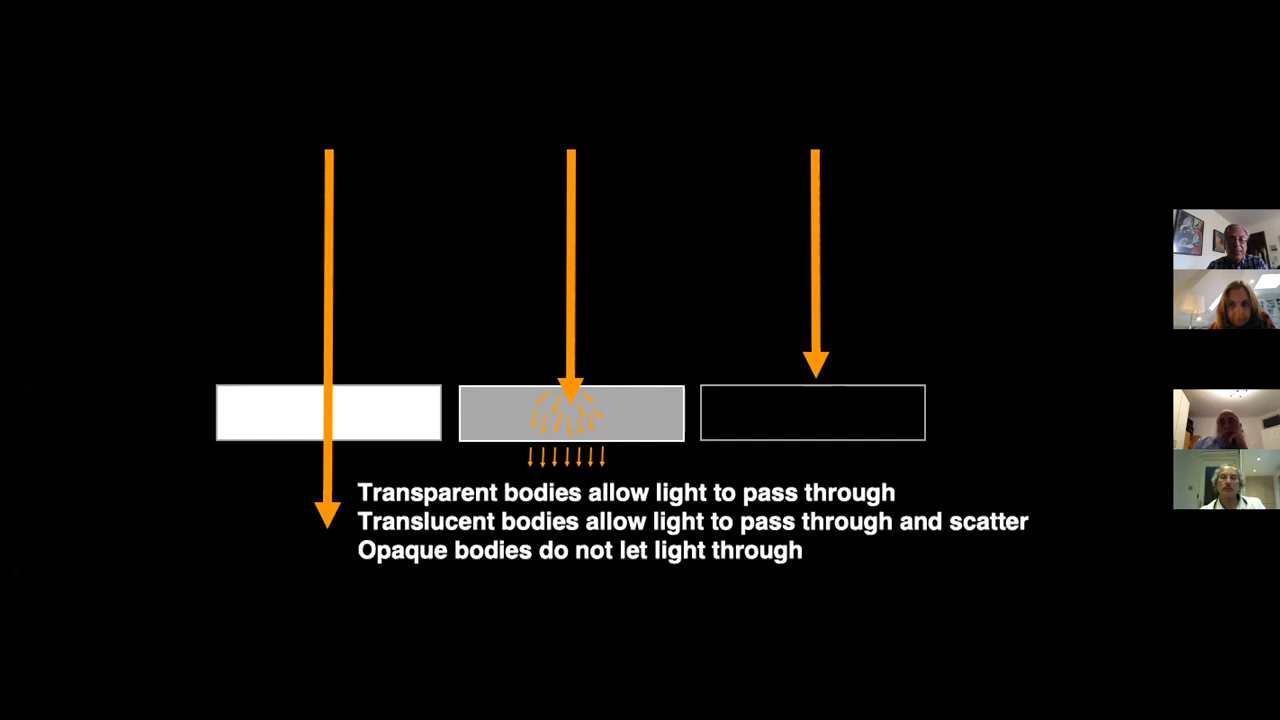 Transparent bodies allow light to pass through
Translucent bodies allow light to pass through and scatter
Opaque bodies do not let light through